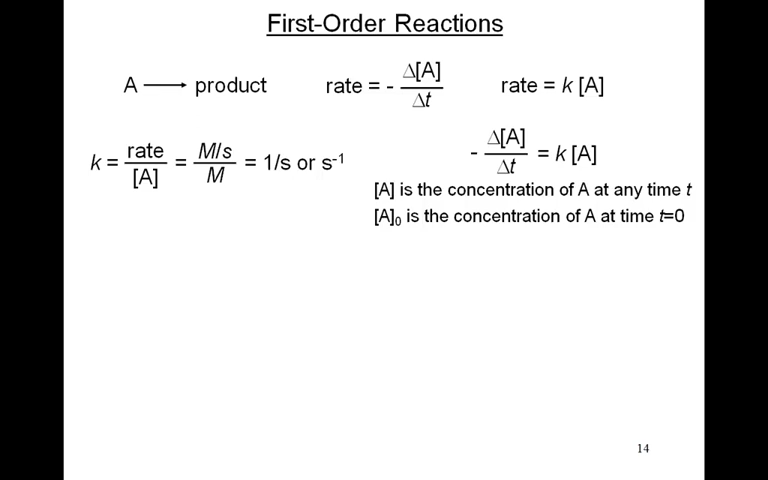 First-Order Reactions
A ⟶ product rate = - Δ[A]/Δt rate = k [A]
k = rate/[A] = M/s/M = 1/s or s⁻¹ - Δ[A]/Δt = k [A]
[A] is the concentration of A at any time t
[A]₀ is the concentration of A at time t=0
14